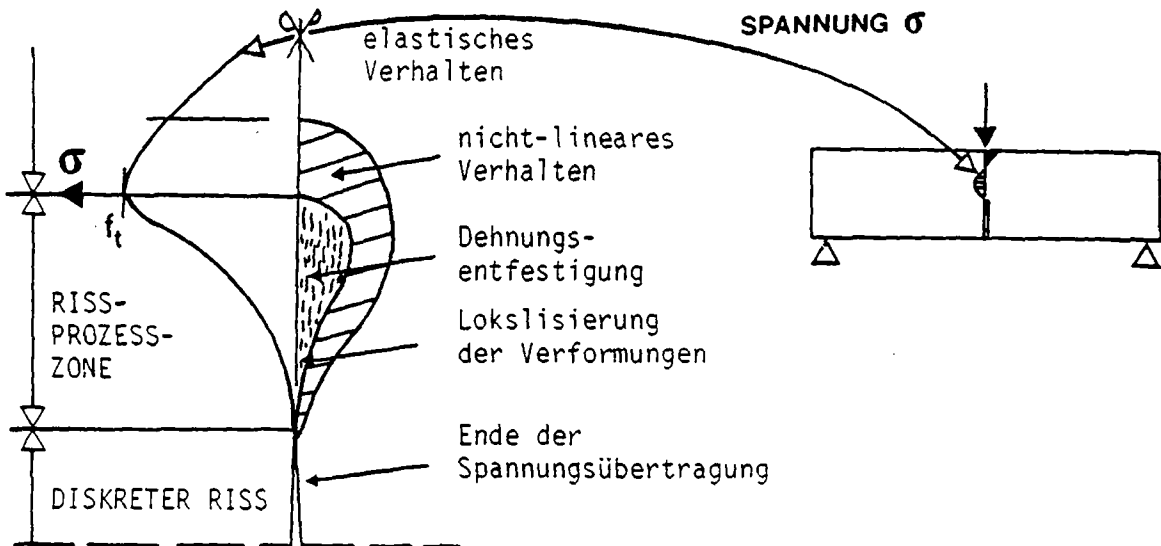 SPANNUNG σ
elastisches
Verhalten
nicht-lineares
Verhalten
σ
f_t
Dehnungs-
entfestigung
RISS-
PROZESS-
ZONE
Lokslisierung
der Verformungen
Ende der
Spannungsübertragung
DISKRETER RISS